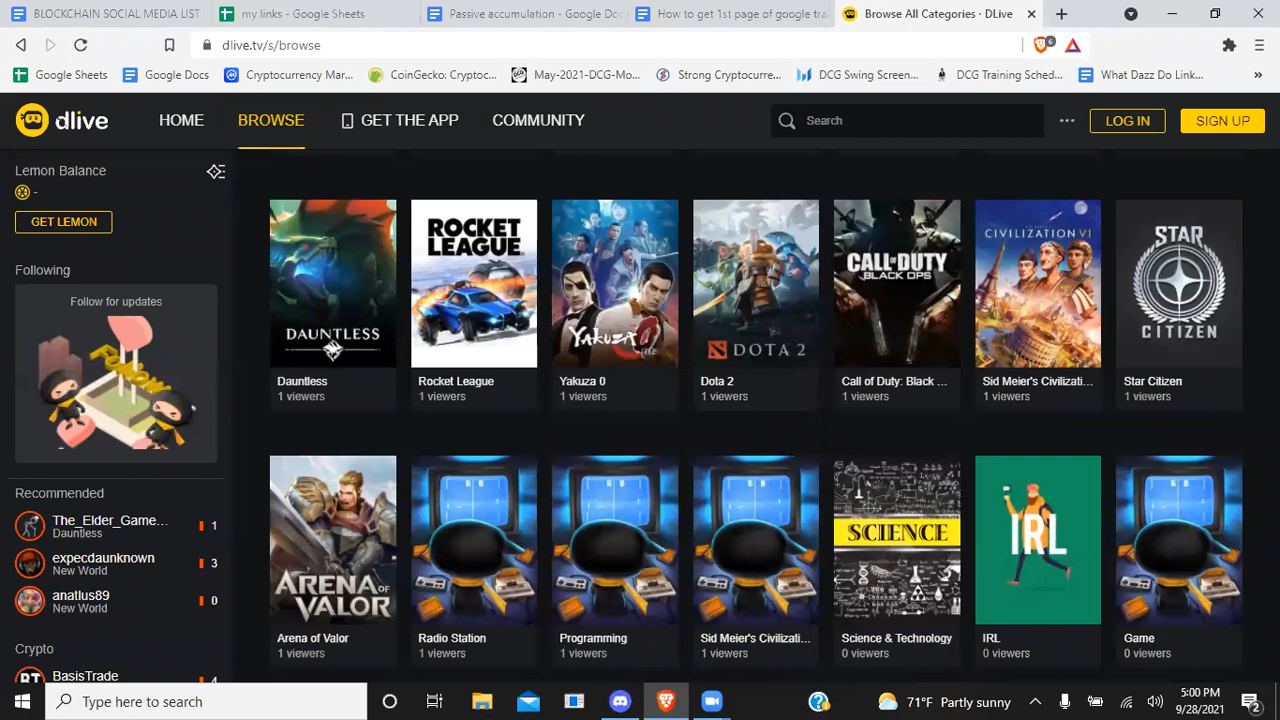 BLOCKCHAIN SOCIAL MEDIA LIST
my links - Google Sheets
Passive accumulation - Google Doc
How to get 1st page of google tra
Browse All Categories · DLive
dlive.tv/s/browse
6
Google Sheets
Google Docs
Cryptocurrency Mar...
CoinGecko: Cryptoc...
May-2021-DCG-Mo...
Strong Cryptocurre...
DCG Swing Screen...
DCG Training Sched...
What Dazz Do Link...
dlive
HOME
BROWSE
GET THE APP
COMMUNITY
Search
LOG IN
SIGN UP
Lemon Balance
-
GET LEMON
Following
Follow for updates
Recommended
The_Elder_Game...
Dauntless
1
expecdaunknown
New World
3
anatlus89
New World
0
Crypto
BasisTrade
4
DAUNTLESS
ROCKET
LEAGUE
DOTA 2
CALL OF DUTY
BLACK OPS
CIVILIZATION VI
STAR
CITIZEN
Dauntless
1 viewers
Rocket League
1 viewers
Yakuza 0
1 viewers
Dota 2
1 viewers
Call of Duty: Black ...
1 viewers
Sid Meier's Civilizati...
1 viewers
Star Citizen
1 viewers
ARENA OF
VALOR
SCIENCE
IRL
Arena of Valor
1 viewers
Radio Station
1 viewers
Programming
1 viewers
Sid Meier's Civilizati...
1 viewers
Science & Technology
0 viewers
IRL
0 viewers
Game
0 viewers
Type here to search
71°F Partly sunny
5:00 PM
9/28/2021
2